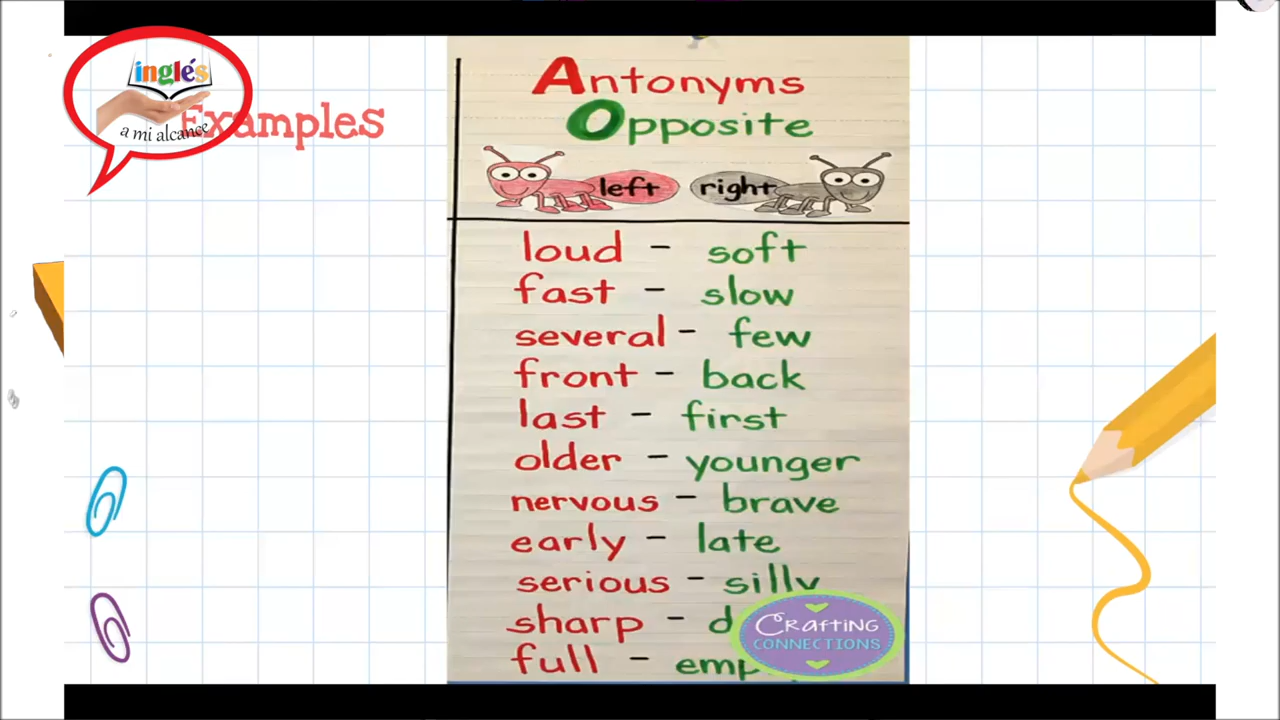 inglés
a mi alcance
Examples
Antonyms
Opposite
left right
loud - soft
fast - slow
several - few
front - back
last - first
older - younger
nervous - brave
early - late
serious - silly
sharp - d
full - emp
Crafting
CONNECTIONS